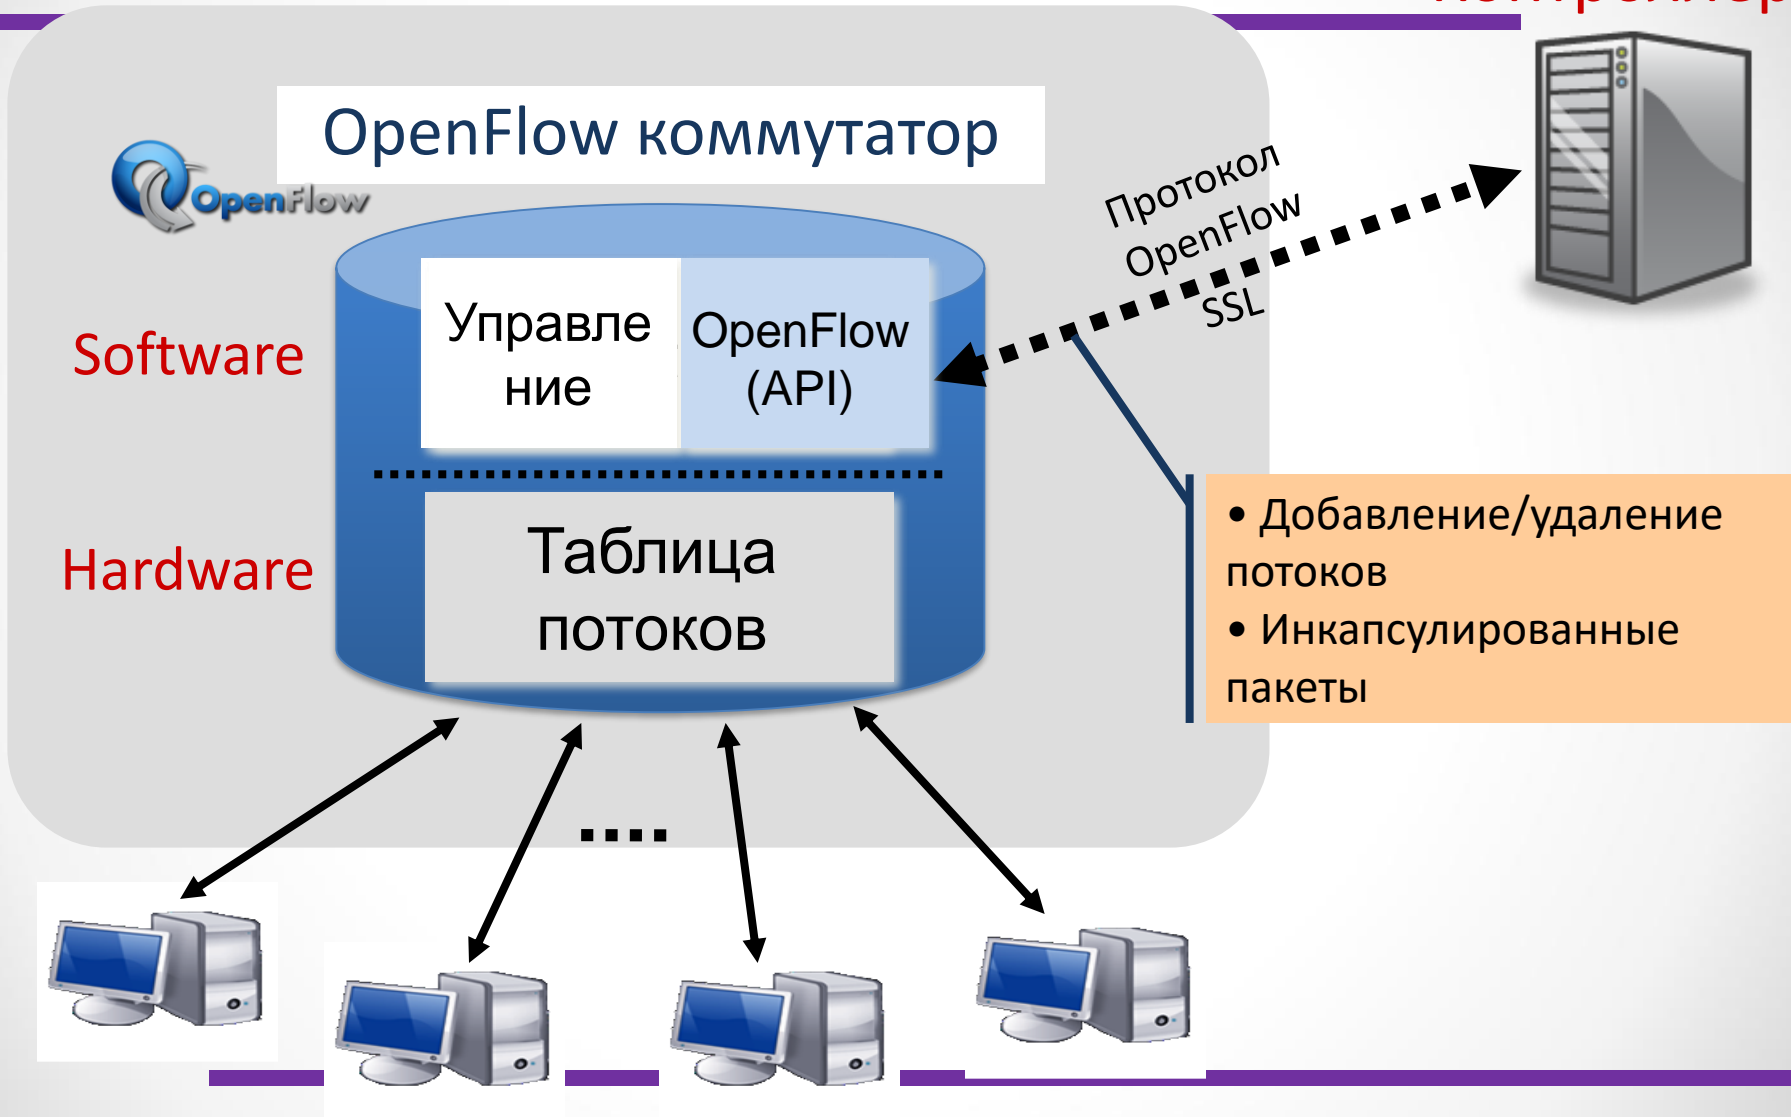 контроллер
OpenFlow коммутатор
OpenFlow
Протокол
OpenFlow
SSL
Software
Управле
ние
OpenFlow
(API)
Hardware
Таблица
потоков
• Добавление/удаление
потоков
• Инкапсулированные
пакеты
....